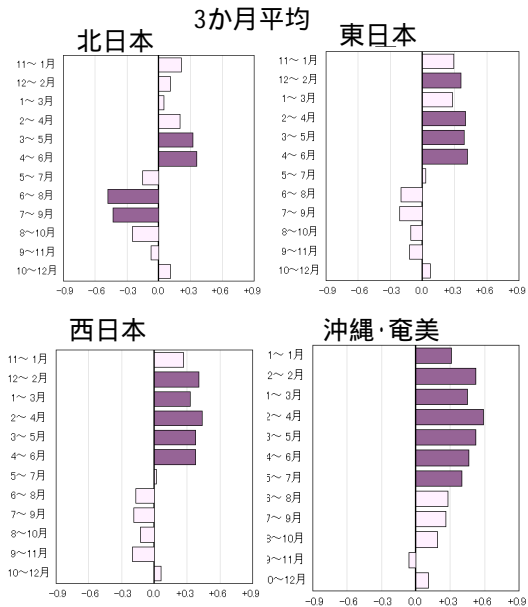 3か月平均
北日本
11〜 1月
12〜 2月
1〜 3月
2〜 4月
3〜 5月
4〜 6月
5〜 7月
6〜 8月
7〜 9月
8〜10月
9〜11月
10〜12月
-0.9 -0.6 -0.3 0.0 +0.3 +0.6 +0.9
東日本
11〜 1月
12〜 2月
1〜 3月
2〜 4月
3〜 5月
4〜 6月
5〜 7月
6〜 8月
7〜 9月
8〜10月
9〜11月
10〜12月
-0.9 -0.6 -0.3 0.0 +0.3 +0.6 +0.9
西日本
11〜 1月
12〜 2月
1〜 3月
2〜 4月
3〜 5月
4〜 6月
5〜 7月
6〜 8月
7〜 9月
8〜10月
9〜11月
10〜12月
-0.9 -0.6 -0.3 0.0 +0.3 +0.6 +0.9
沖縄・奄美
1〜 1月
2〜 2月
1〜 3月
2〜 4月
3〜 5月
4〜 6月
5〜 7月
6〜 8月
7〜 9月
8〜10月
9〜11月
0〜12月
-0.9 -0.6 -0.3 0.0 +0.3 +0.6 +0.9